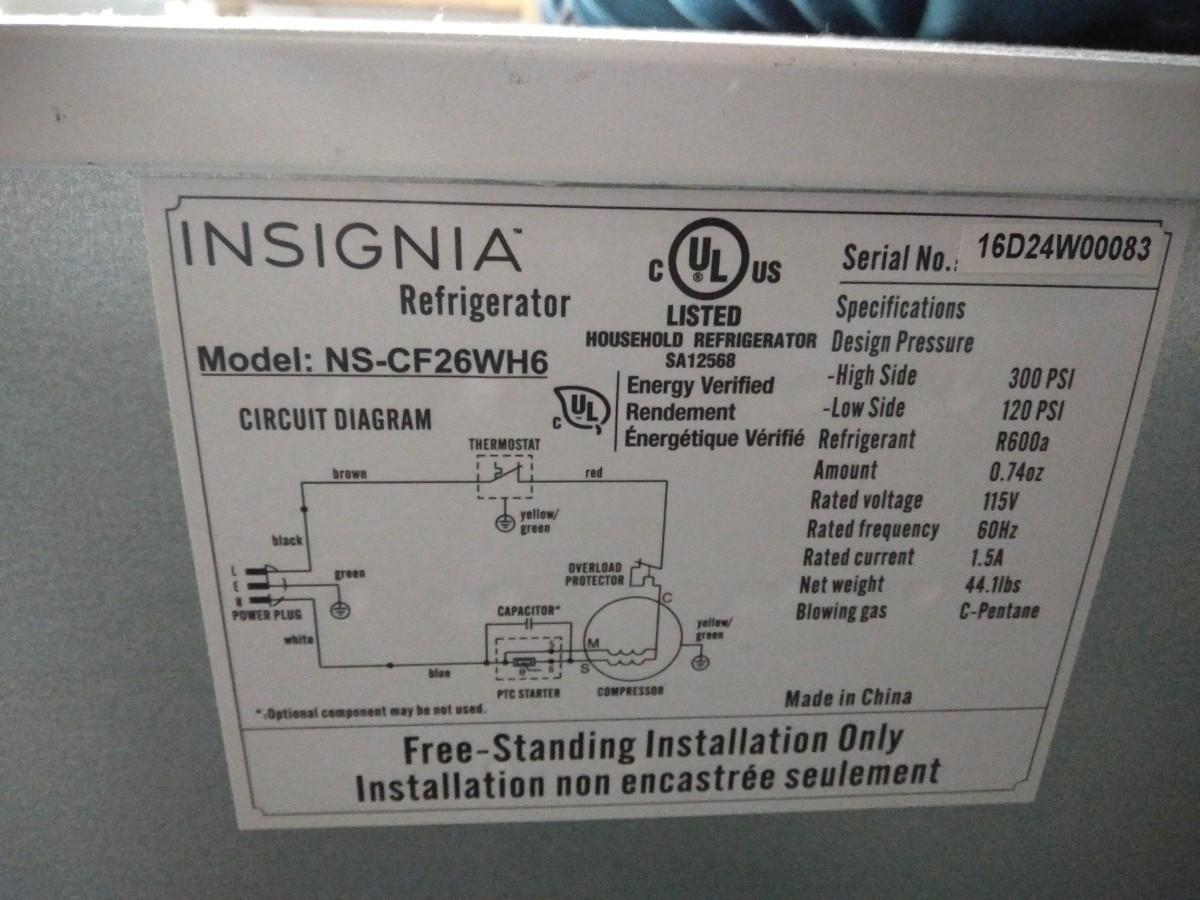 INSIGNIA™
Refrigerator
Model: NS-CF26WH6
C UL® US
LISTED
HOUSEHOLD REFRIGERATOR
SA12568
c UL
Energy Verified
Rendement
Énergétique Vérifié
Serial No.: 16D24W00083
Specifications
Design Pressure
-High Side 300 PSI
-Low Side 120 PSI
Refrigerant R600a
Amount 0.74oz
Rated voltage 115V
Rated frequency 60Hz
Rated current 1.5A
Net weight 44.1lbs
Blowing gas C-Pentane
CIRCUIT DIAGRAM
THERMOSTAT
brown
red
yellow/
green
black
L
E
N
green
POWER PLUG
white
OVERLOAD
PROTECTOR
C
CAPACITOR*
M
S
5
6
θ
yellow/
green
blue
PTC STARTER
COMPRESSOR
*.Optional component may be not used.
Made in China
Free-Standing Installation Only
Installation non encastrée seulement